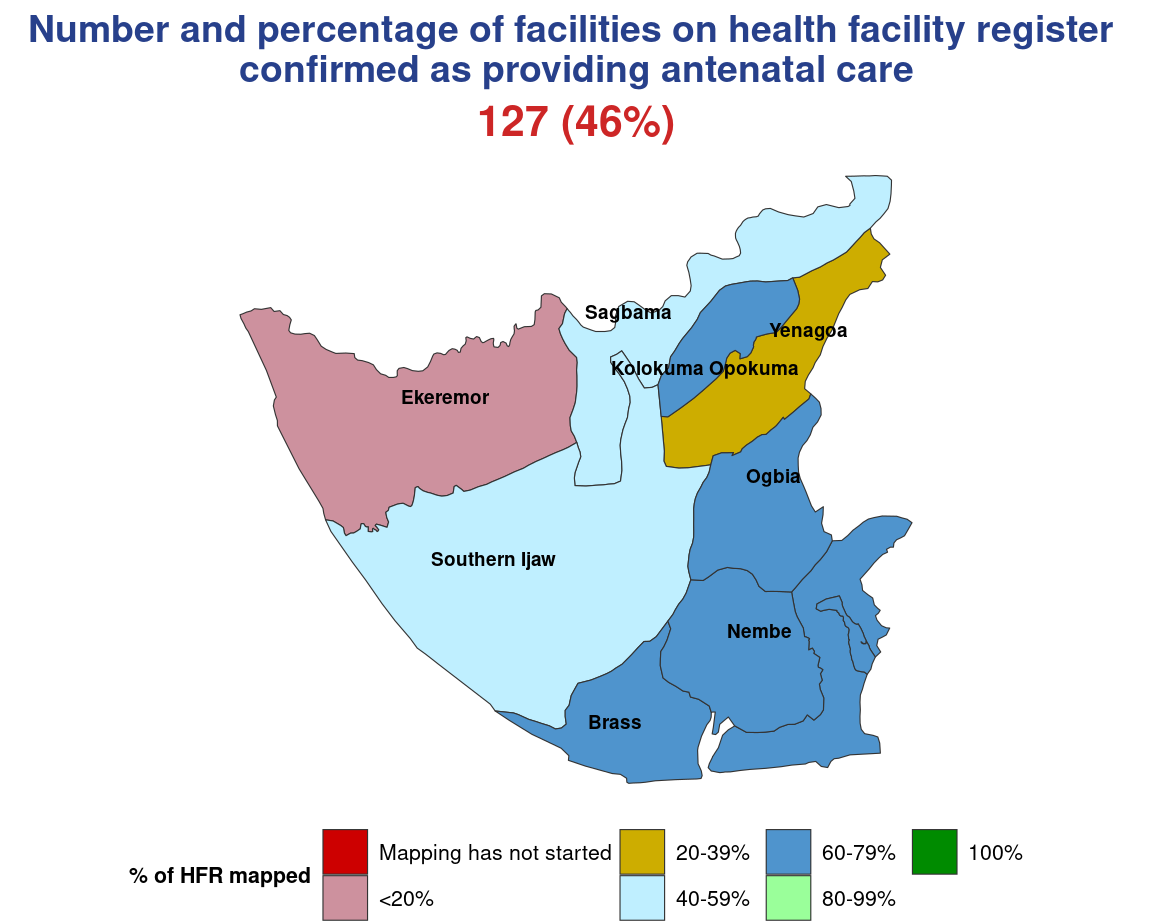 Number and percentage of facilities on health facility register
confirmed as providing antenatal care
127 (46%)
Sagbama
Yenagoa
Kolokuma Opokuma
Ekeremor
Ogbia
Southern Ijaw
Nembe
Brass
% of HFR mapped
Mapping has not started
<20%
20-39%
40-59%
60-79%
80-99%
100%